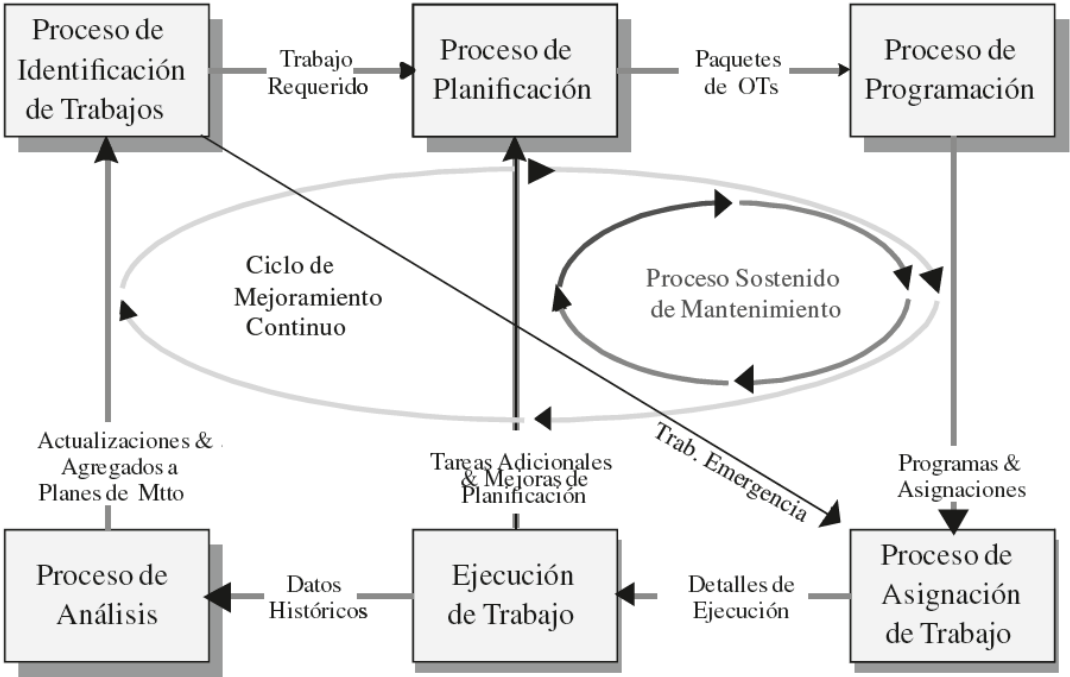 Proceso de
Identificación
de Trabajos
Trabajo
Requerido
Proceso de
Planificación
Paquetes
de OTs
Proceso de
Programación
Ciclo de
Mejoramiento
Continuo
Proceso Sostenido
de Mantenimiento
Actualizaciones &
Agregados a
Planes de Mtto
Tareas Adicionales
& Mejoras de
Planificación
Trab. Emergencia
Programas &
Asignaciones
Proceso de
Análisis
Datos
Históricos
Ejecución
de Trabajo
Detalles de
Ejecución
Proceso de
Asignación
de Trabajo